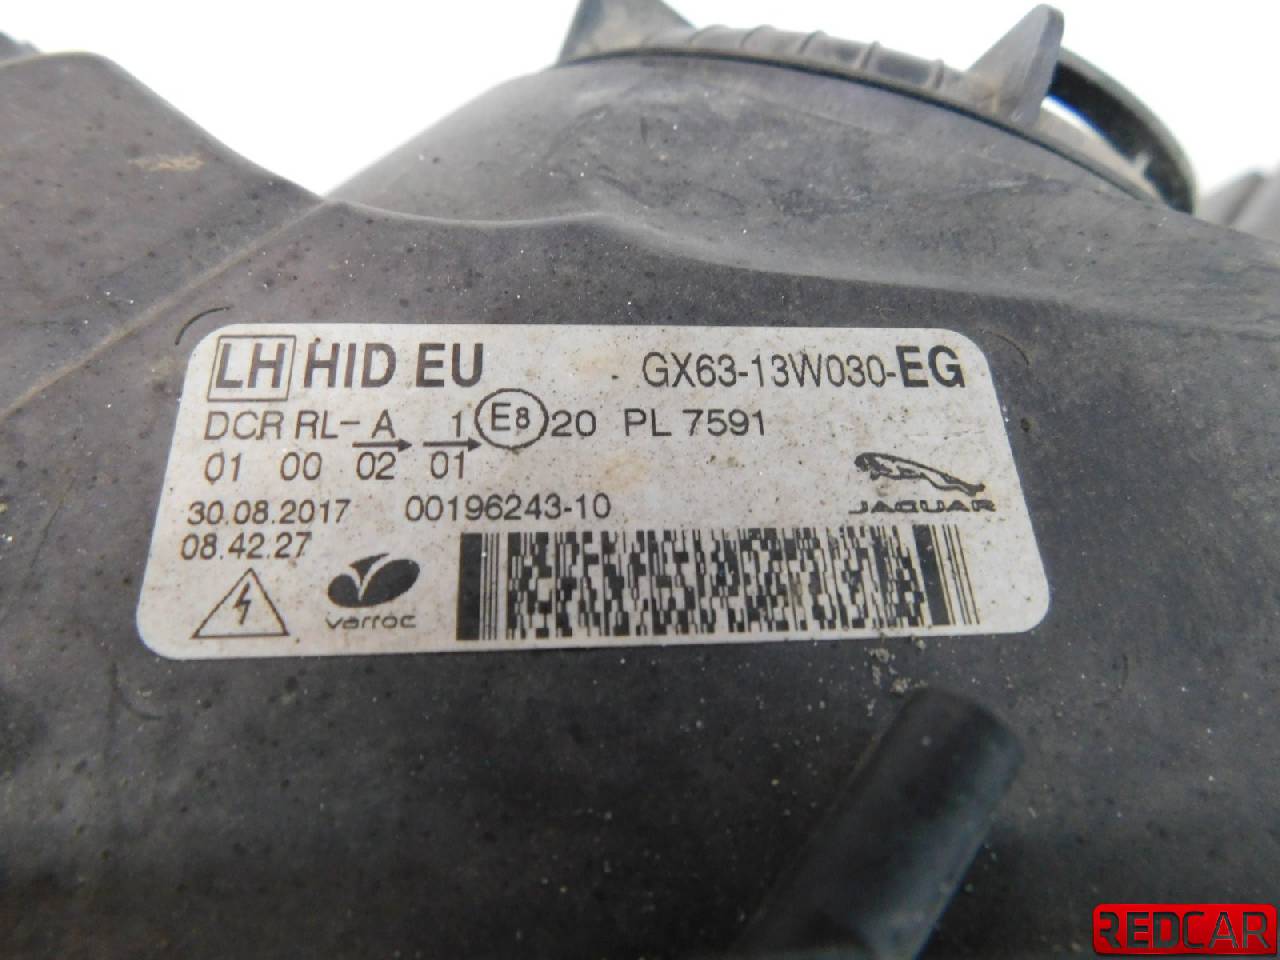 LH HID EU GX63-13W030-EG
DCR RL-A 1 E8 20 PL 7591
01 00 02 01
30.08.2017 00196243-10
08.42.27
JAGUAR
varroc
REDCAR